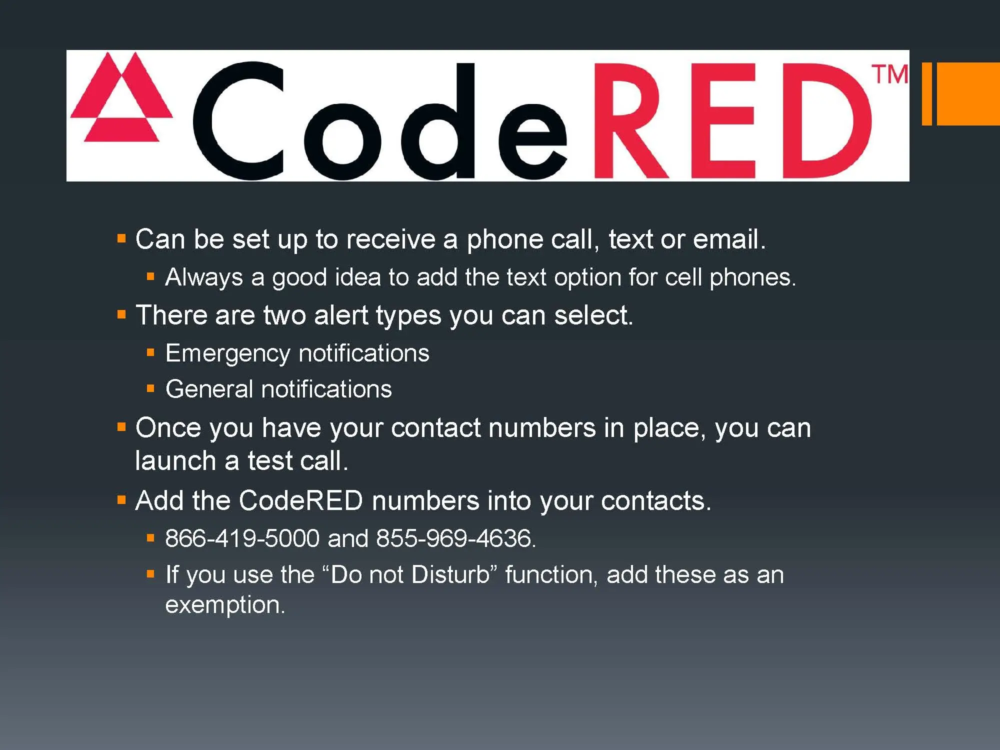 CodeRED™
▪ Can be set up to receive a phone call, text or email.
▪ Always a good idea to add the text option for cell phones.
▪ There are two alert types you can select.
▪ Emergency notifications
▪ General notifications
▪ Once you have your contact numbers in place, you can
launch a test call.
▪ Add the CodeRED numbers into your contacts.
▪ 866-419-5000 and 855-969-4636.
▪ If you use the “Do not Disturb” function, add these as an
exemption.